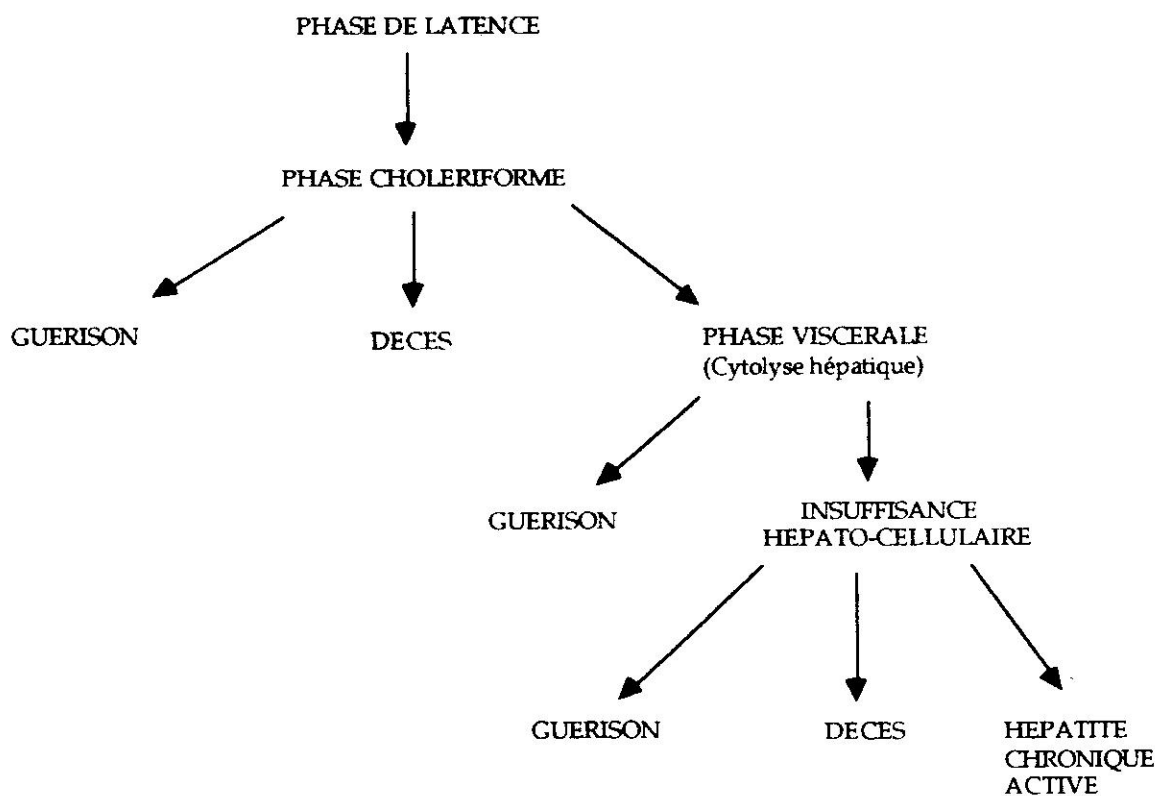 PHASE DE LATENCE
PHASE CHOLERIFORME
GUERISON
DECES
PHASE VISCERALE
(Cytolyse hépatique)
GUERISON
INSUFFISANCE
HEPATO-CELLULAIRE
GUERISON
DECES
HEPATITE
CHRONIQUE
ACTIVE